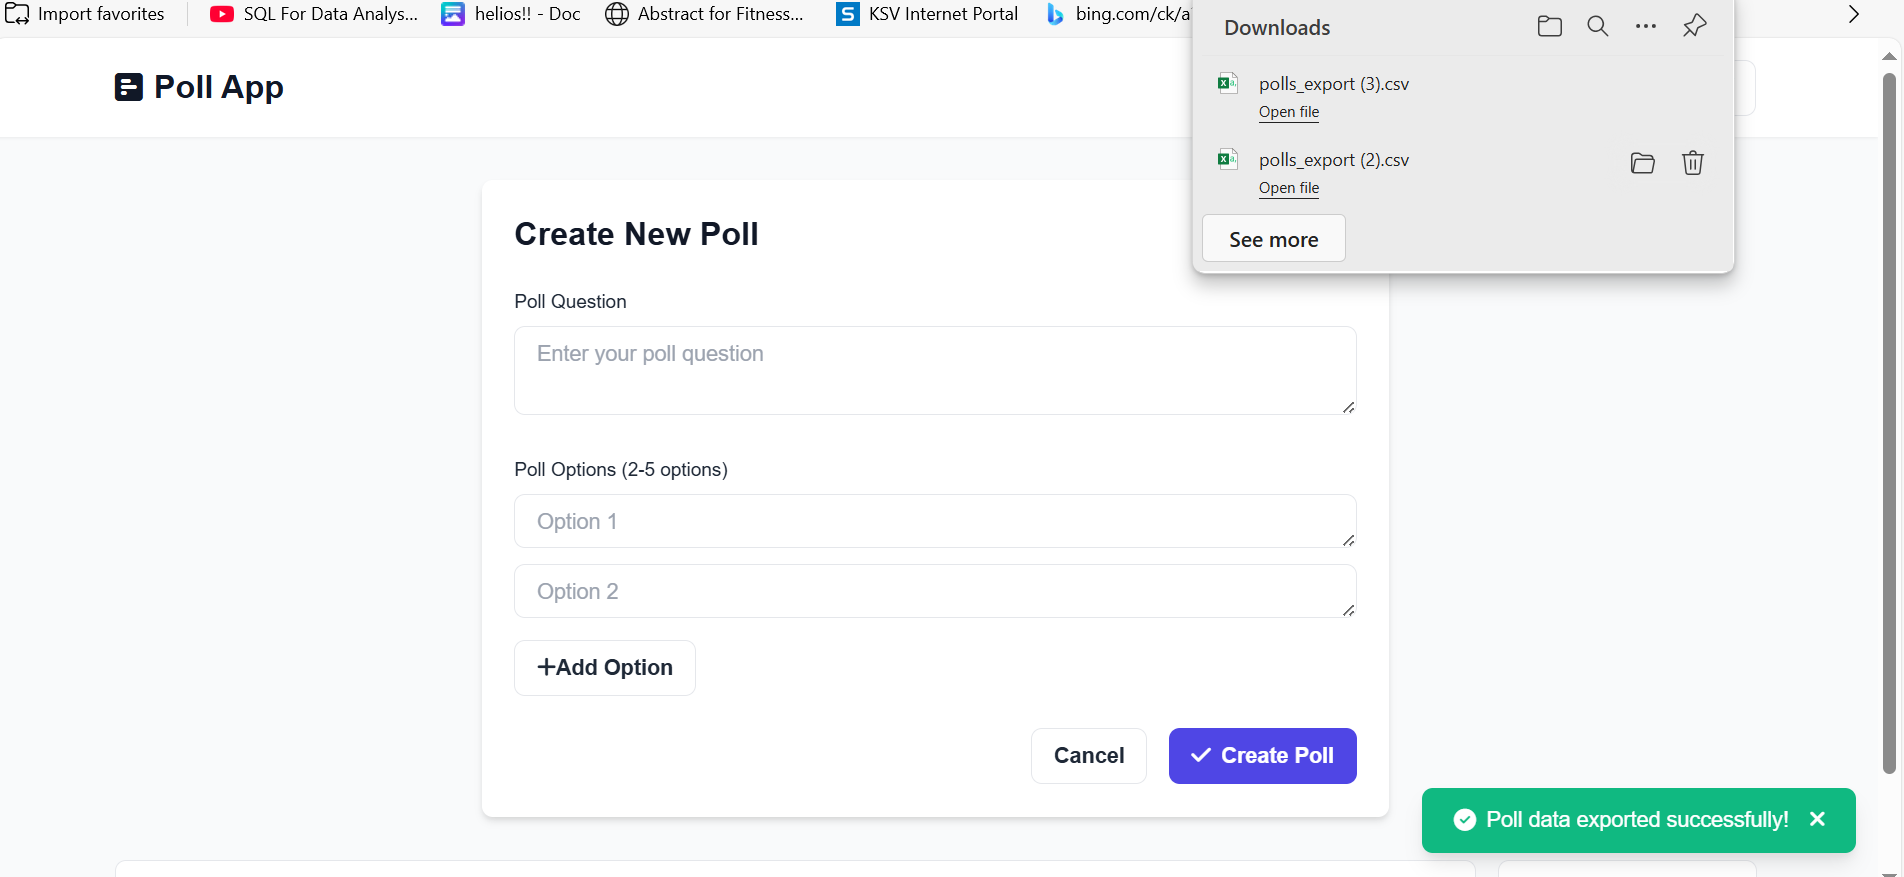 Import favorites
SQL For Data Analys...
helios!! - Doc
Abstract for Fitness...
KSV Internet Portal
bing.com/ck/a
Downloads
polls_export (3).csv
Open file
polls_export (2).csv
Open file
See more
Poll App
Create New Poll
Poll Question
Enter your poll question
Poll Options (2-5 options)
Option 1
Option 2
+Add Option
Cancel
Create Poll
Poll data exported successfully!